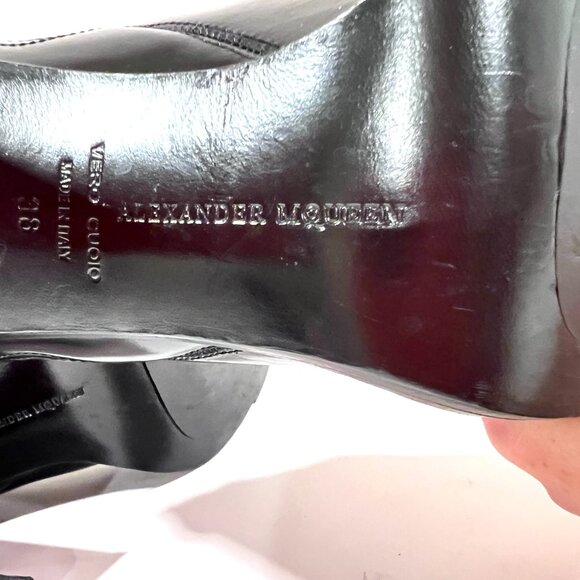 ALEXANDER MCQUEEN
VERO CUOIO
MADE IN ITALY
38